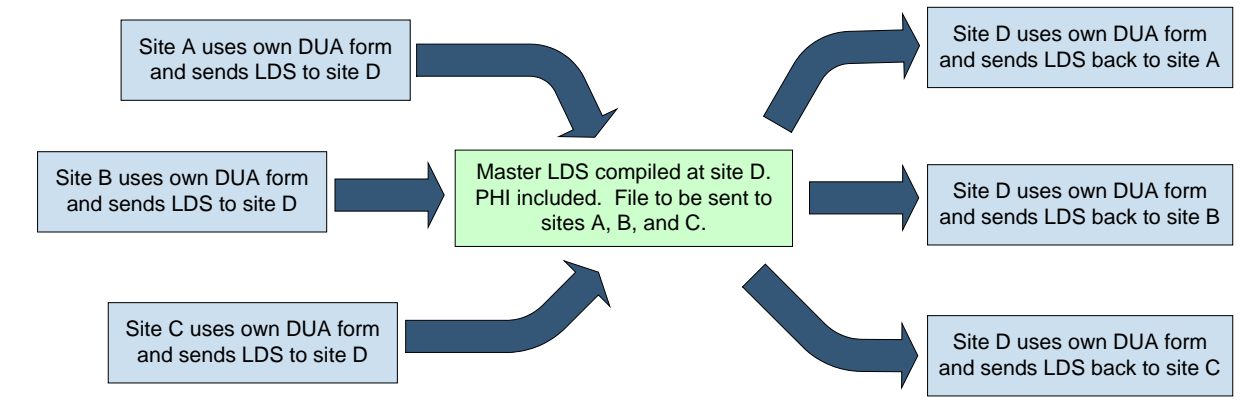 Site A uses own DUA form
and sends LDS to site D
Site B uses own DUA form
and sends LDS to site D
Site C uses own DUA form
and sends LDS to site D
Master LDS compiled at site D.
PHI included.  File to be sent to
sites A, B, and C.
Site D uses own DUA form
and sends LDS back to site A
Site D uses own DUA form
and sends LDS back to site B
Site D uses own DUA form
and sends LDS back to site C